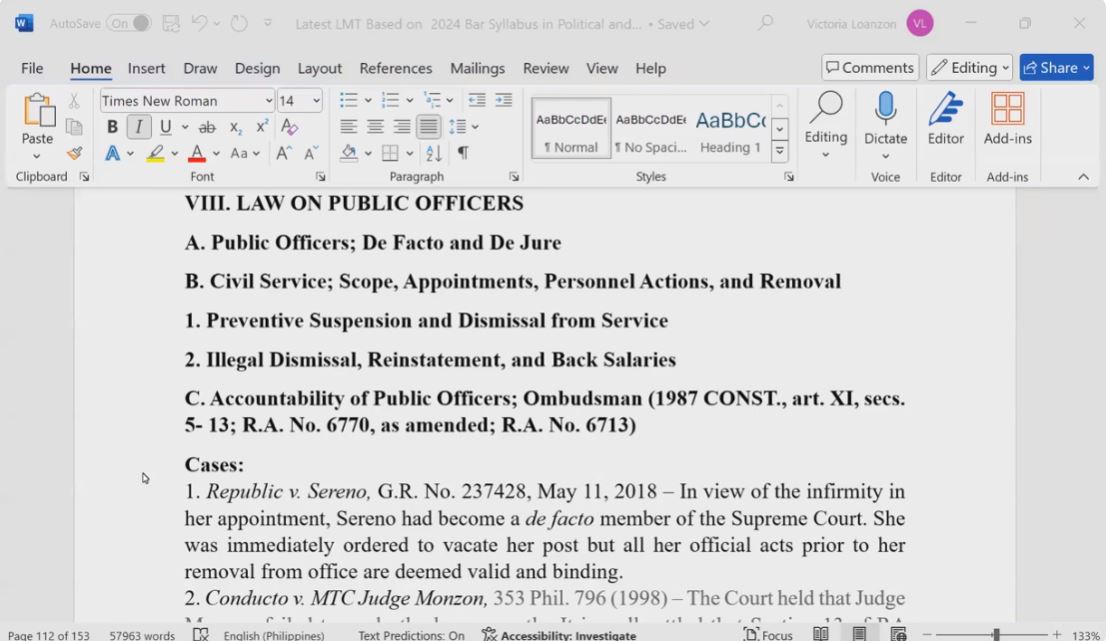 AutoSave On Latest LMT Based on 2024 Bar Syllabus in Political and... • Saved Victoria Loanzon VL
File Home Insert Draw Design Layout References Mailings Review View Help Comments Editing Share
Paste Times New Roman 14 AaBbCcDdEe AaBbCcDdEe AaBbCc Editing Dictate Editor Add-ins
B I U ab x₂ x² A ¶ Normal ¶ No Spaci... Heading 1
A A Aa A A
Clipboard Font Paragraph Styles Voice Editor Add-ins
VIII. LAW ON PUBLIC OFFICERS
A. Public Officers; De Facto and De Jure
B. Civil Service; Scope, Appointments, Personnel Actions, and Removal
1. Preventive Suspension and Dismissal from Service
2. Illegal Dismissal, Reinstatement, and Back Salaries
C. Accountability of Public Officers; Ombudsman (1987 CONST., art. XI, secs.
5- 13; R.A. No. 6770, as amended; R.A. No. 6713)
Cases:
1. Republic v. Sereno, G.R. No. 237428, May 11, 2018 – In view of the infirmity in
her appointment, Sereno had become a de facto member of the Supreme Court. She
was immediately ordered to vacate her post but all her official acts prior to her
removal from office are deemed valid and binding.
2. Conducto v. MTC Judge Monzon, 353 Phil. 796 (1998) – The Court held that Judge
Page 112 of 153 57963 words English (Philippines) Text Predictions: On Accessibility: Investigate Focus 133%